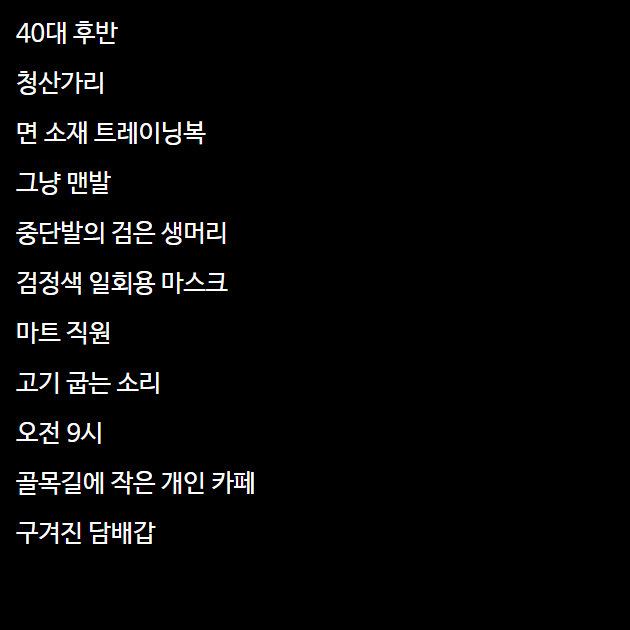 40대 후반
청산가리
면 소재 트레이닝복
그냥 맨발
중단발의 검은 생머리
검정색 일회용 마스크
마트 직원
고기 굽는 소리
오전 9시
골목길에 작은 개인 카페
구겨진 담배갑